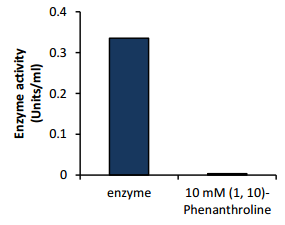 Enzyme activity
(Units/ml)
0.4
0.3
0.2
0.1
0
enzyme
10 mM (1, 10)-
Phenanthroline